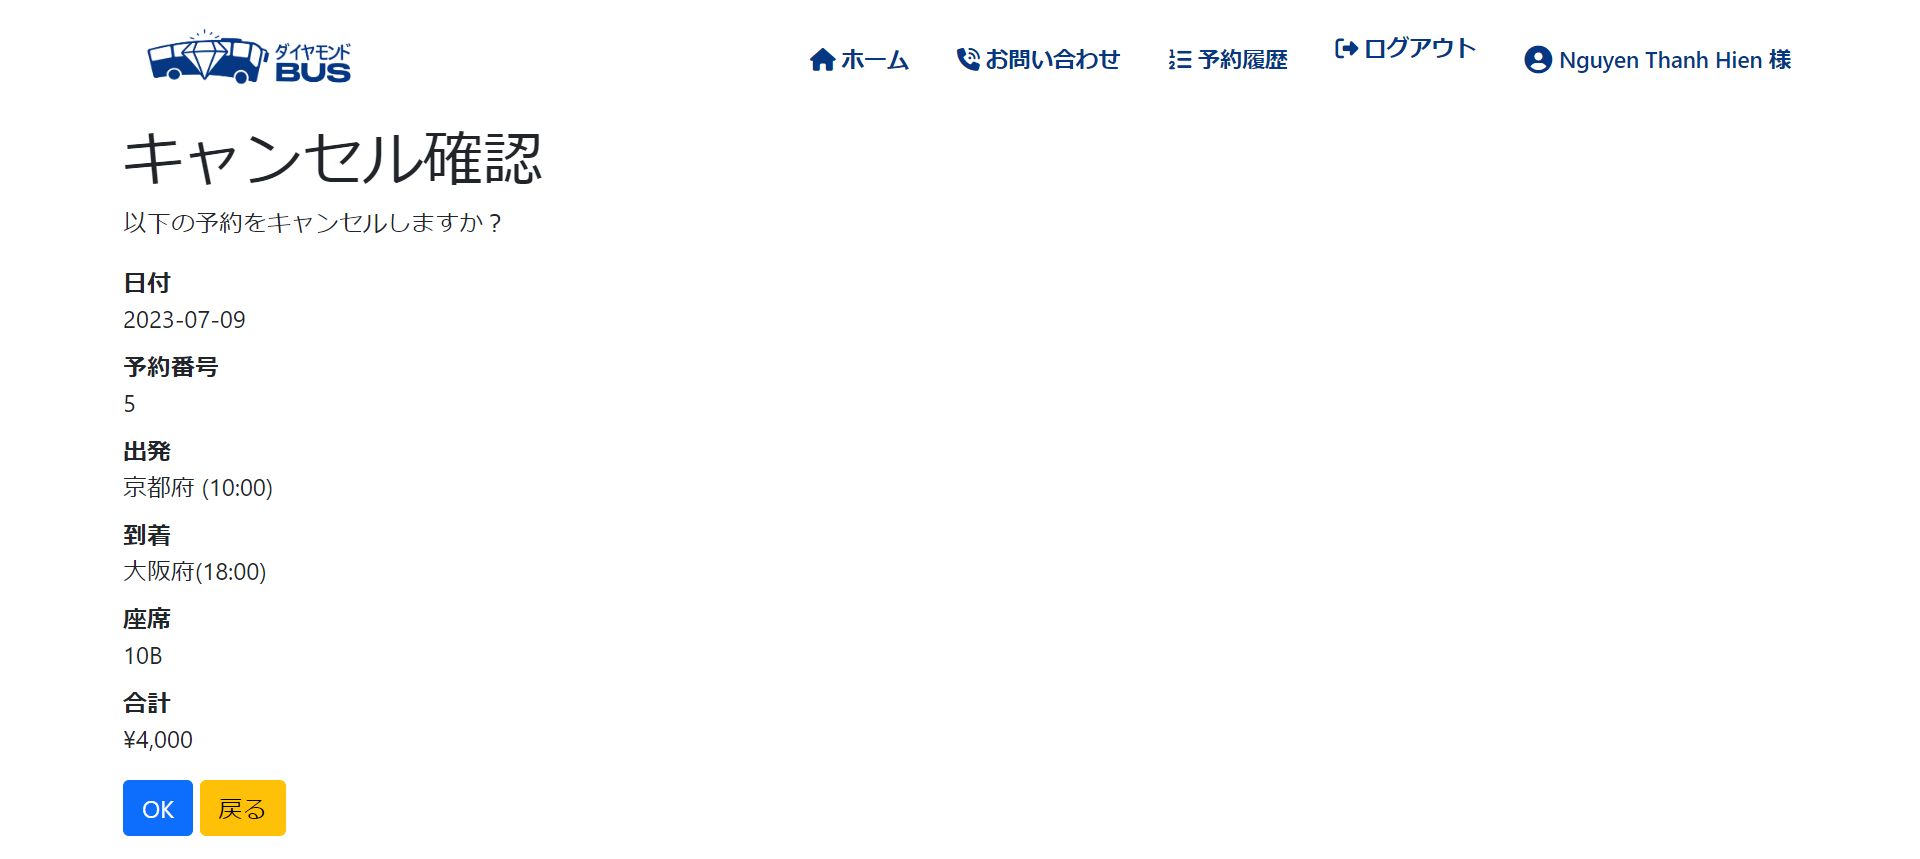 ダイヤモンド
BUS
ホーム
お問い合わせ
予約履歴
ログアウト
Nguyen Thanh Hien 様
キャンセル確認
以下の予約をキャンセルしますか？
日付
2023-07-09
予約番号
5
出発
京都府 (10:00)
到着
大阪府(18:00)
座席
10B
合計
¥4,000
OK
戻る